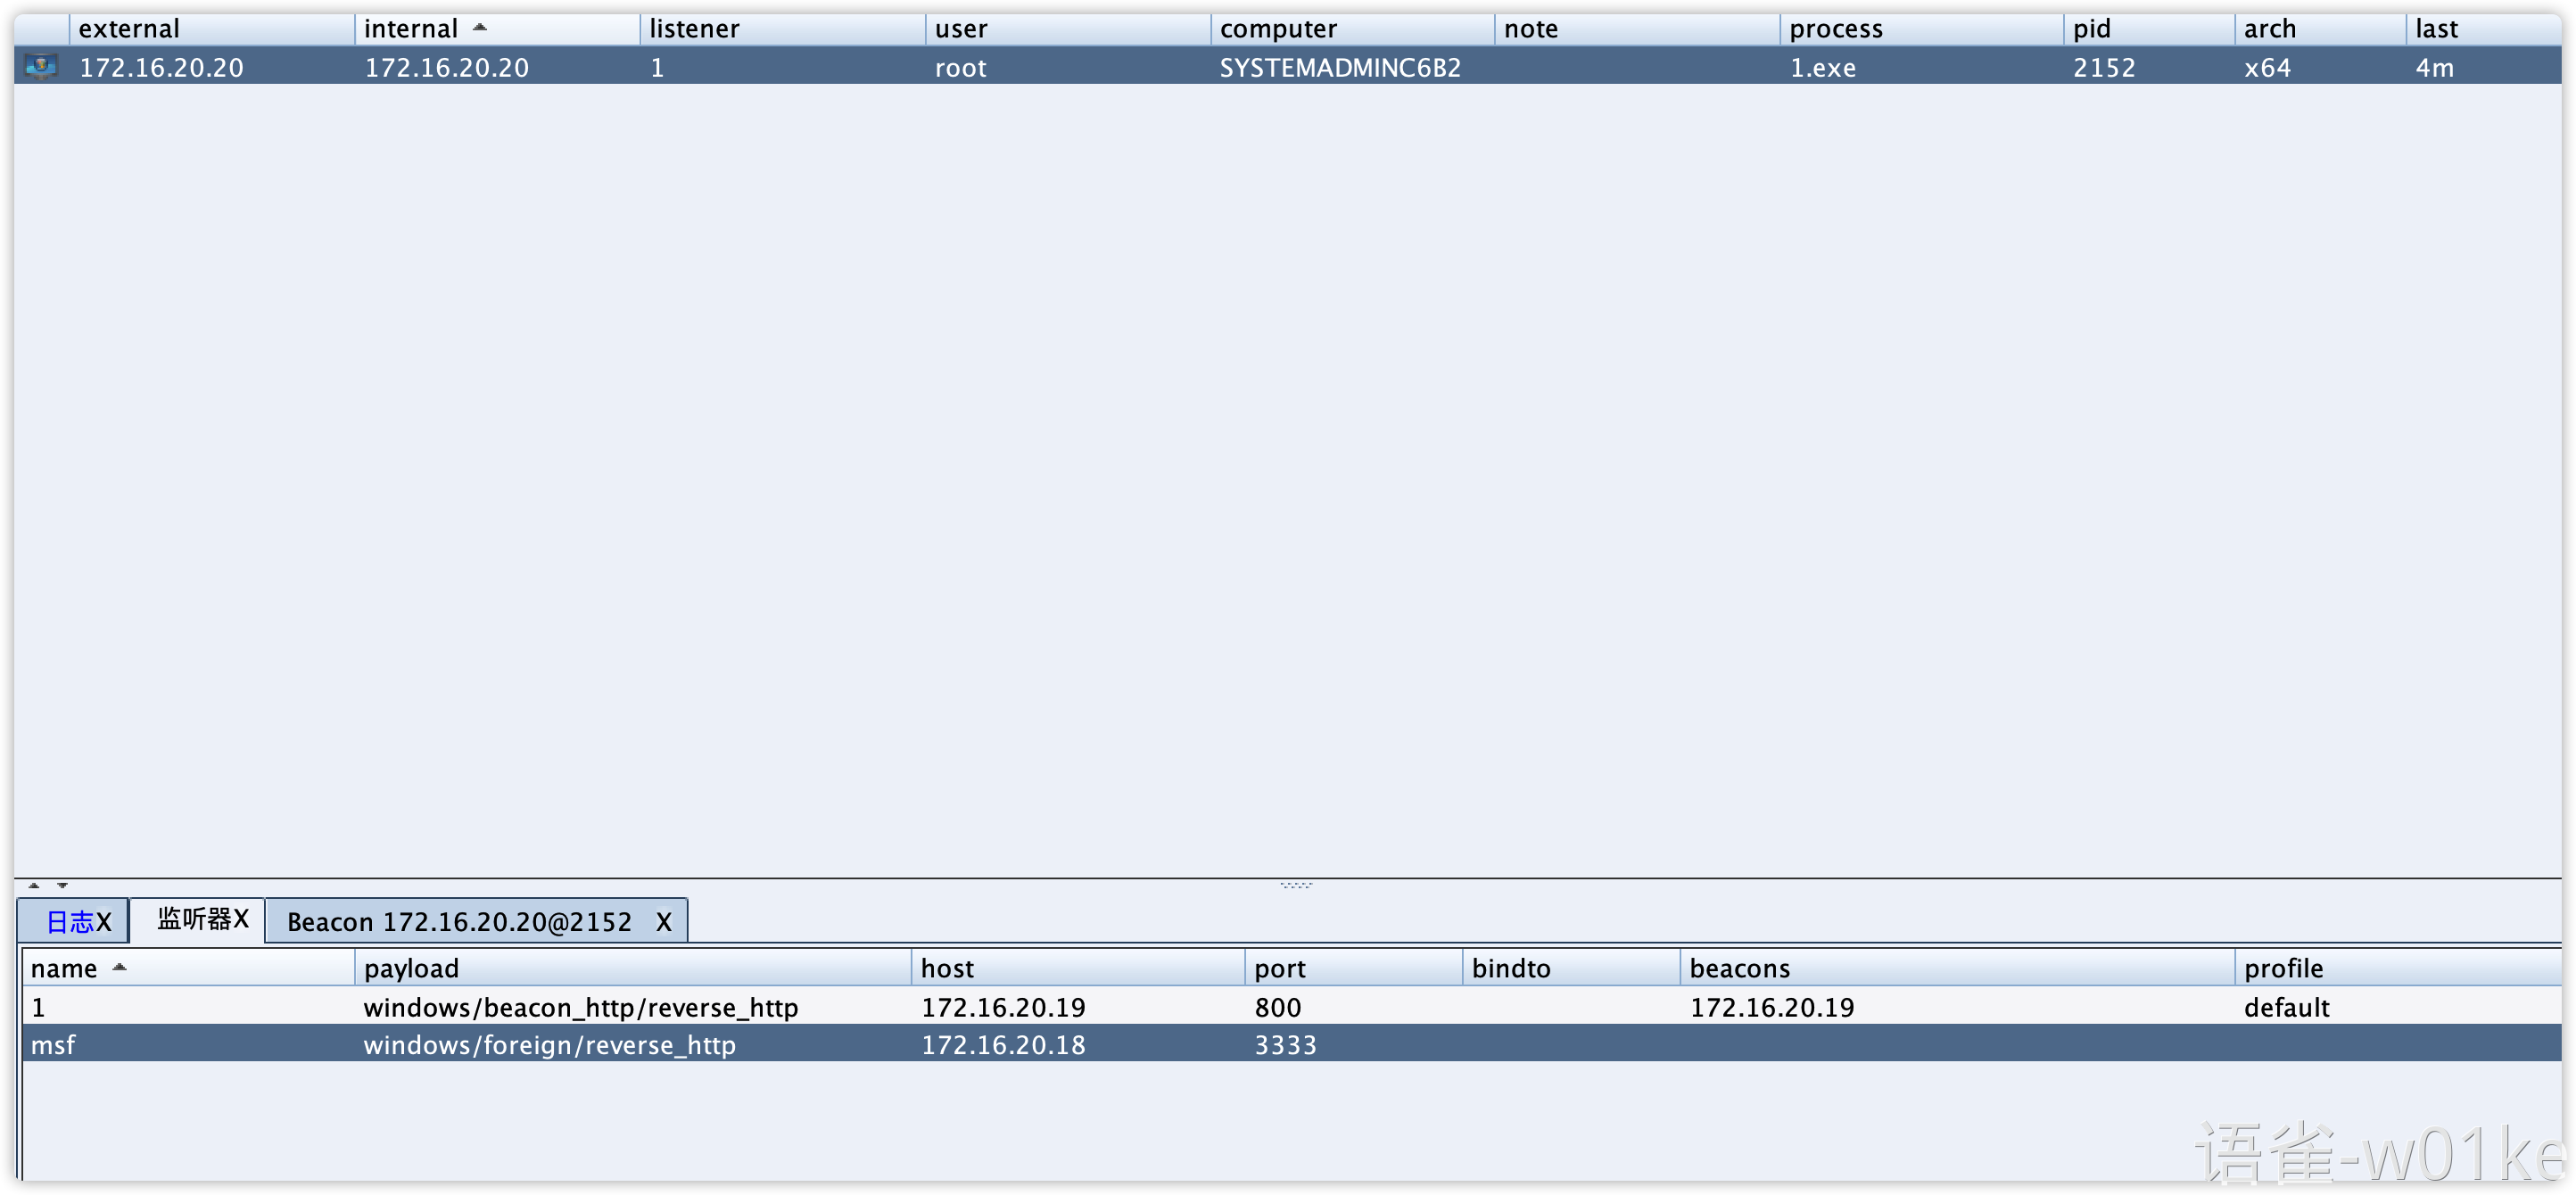 external internal listener user computer note process pid arch last
172.16.20.20 172.16.20.20 1 root SYSTEMADMINC6B2 1.exe 2152 x64 4m
日志X 监听器X Beacon 172.16.20.20@2152 X
name payload host port bindto beacons profile
1 windows/beacon_http/reverse_http 172.16.20.19 800 172.16.20.19 default
msf windows/foreign/reverse_http 172.16.20.18 3333
语雀-w01ke